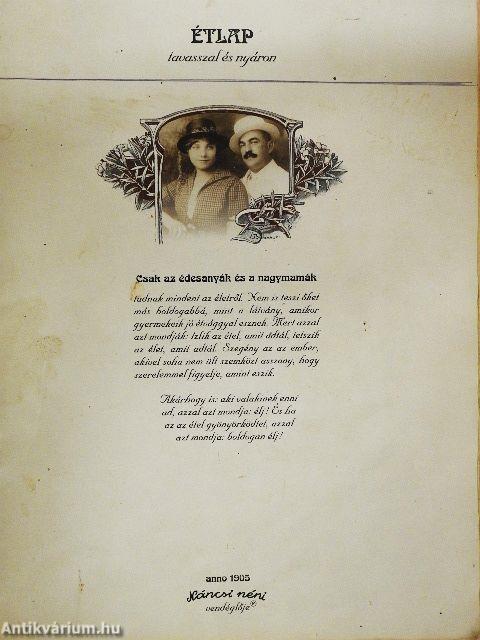 ÉTLAP
tavasszal és nyáron
Csak az édesanyák és a nagymamák
tudnak mindent az életről. Nem is teszi őket
más boldogabbá, mint a látvány, amikor
gyermekeik jó étvággyal esznek. Mert azzal
azt mondják: Ízlik az étel, amit adtál, tetszik
az élet, amit adtál. Szegény az az ember,
akivel soha nem ült szemközt asszony, hogy
szerelemmel figyelje, amint eszik.
Akárhogy is: aki valakinek enni
ad, azzal azt mondja: élj! És ha
az az étel gyönyörködtet, azzal
azt mondja: boldogan élj!
anno 1905
Náncsi néni
vendéglője®
Antikvárium.hu